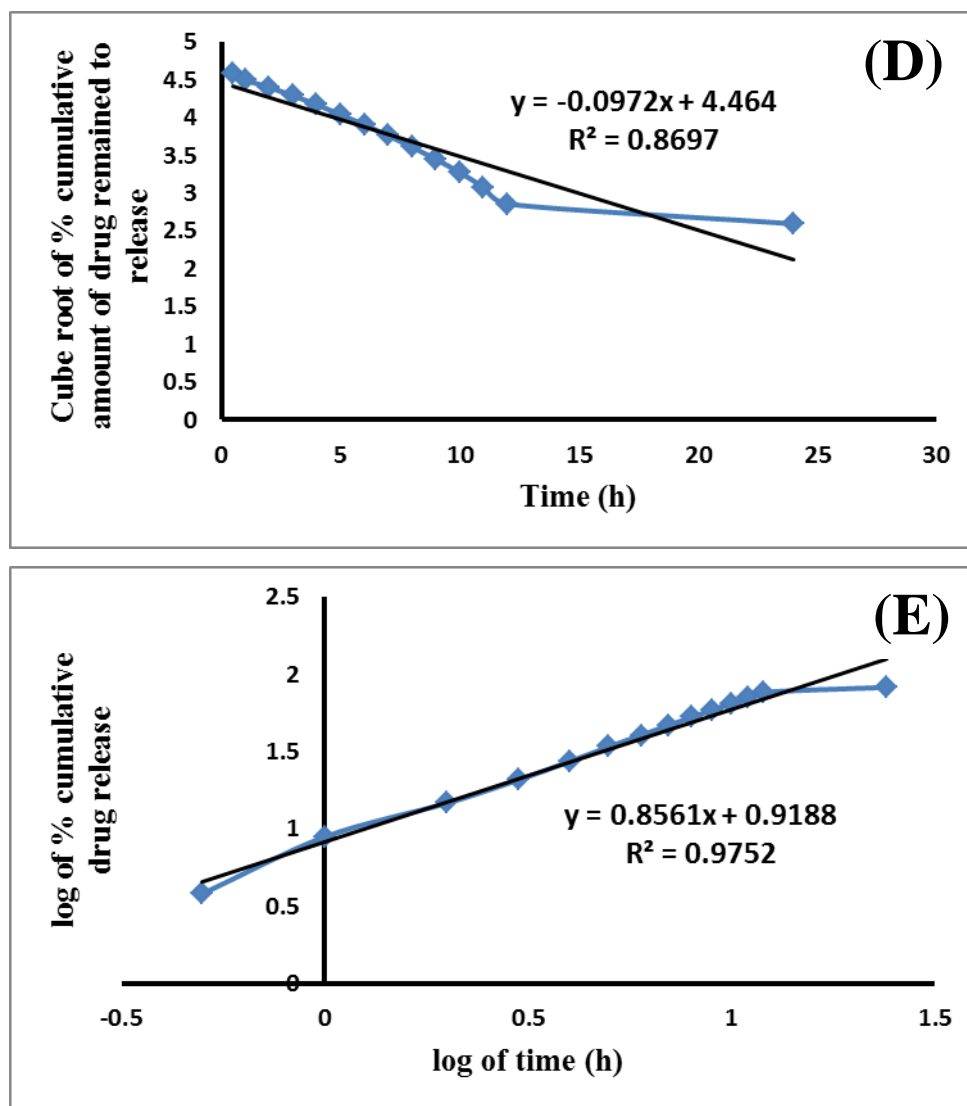 (D)
Cube root of % cumulative
amount of drug remained to
release
5
4.5
4
3.5
3
2.5
2
1.5
1
0.5
0
y = -0.0972x + 4.464
R² = 0.8697
0 5 10 15 20 25 30
Time (h)
(E)
log of % cumulative
drug release
2.5
2
1.5
1
0.5
0
y = 0.8561x + 0.9188
R² = 0.9752
-0.5 0 0.5 1 1.5
log of time (h)